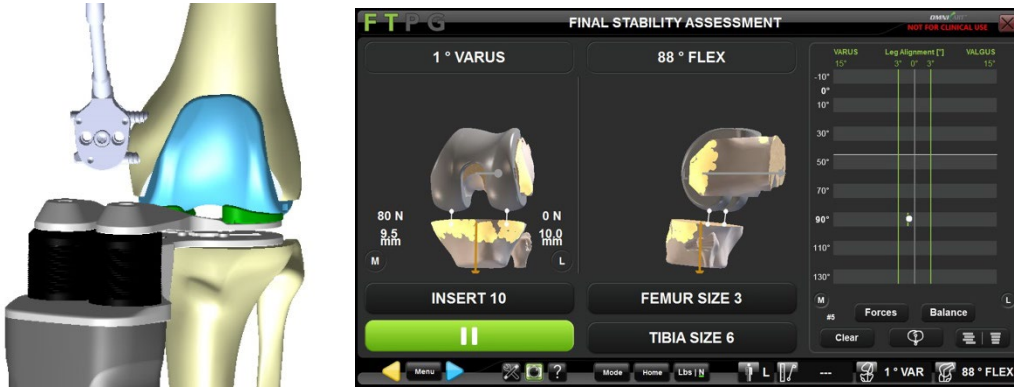 FTPG
FINAL STABILITY ASSESSMENT
OMNI
NOT FOR CLINICAL USE
1 ° VARUS
88 ° FLEX
VARUS Leg Alignment [°] VALGUS
15° 3° 0° 3° 15°
-10°
0°
10°
30°
50°
70°
90°
110°
130°
80 N
9.5
mm
M
0 N
10.0
mm
L
INSERT 10
FEMUR SIZE 3
TIBIA SIZE 6
M
L
#5
Forces
Balance
Clear
Menu
?
Mode
Home
Lbs | N
L
---
1 ° VAR
88 ° FLEX